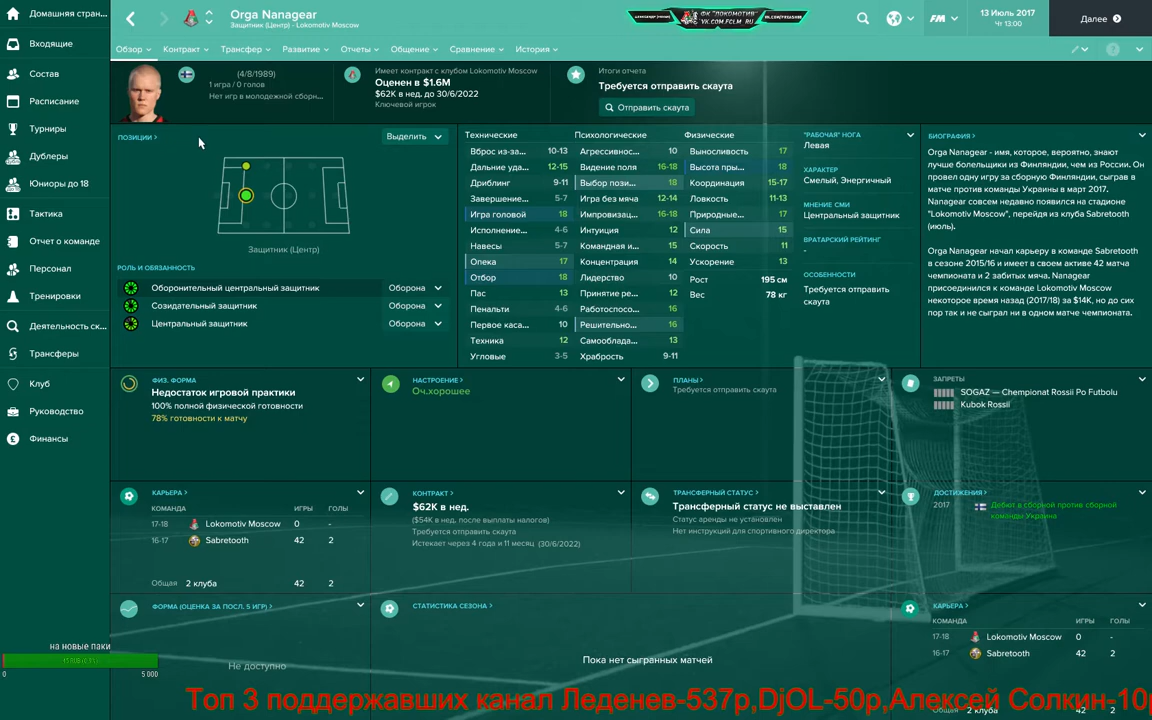 Домашняя стран...
Orga Nanagear
Защитник (Центр) - Lokomotiv Moscow
ФК "ЛОКОМОТИВ"
VK.COM/FCLM_RU
FM
13 Июль 2017
Чт 13:00
Далее
Обзор
Контракт
Трансфер
Развитие
Отчеты
Общение
Сравнение
История
Входящие
Состав
Расписание
Турниры
Дублеры
Юниоры до 18
Тактика
Отчет о команде
Персонал
Тренировки
Деятельность ск...
Трансферы
Клуб
Руководство
Финансы
(4/8/1989)
1 игра / 0 голов
Нет игр в молодежной сборн...
Имеет контракт с клубом Lokomotiv Moscow
Оценен в $1.6M
$62K в нед. до 30/6/2022
Ключевой игрок
Итоги отчета
Требуется отправить скаута
Отправить скаута
ПОЗИЦИИ >
Выделить
Защитник (Центр)
РОЛЬ И ОБЯЗАННОСТЬ
Оборонительный центральный защитник Оборона
Созидательный защитник Оборона
Центральный защитник Оборона
Технические
Вброс из-за... 10-13
Дальние уда... 12-15
Дриблинг 9-11
Завершение... 5-7
Игра головой 18
Исполнение... 4-6
Навесы 5-7
Опека 17
Отбор 18
Пас 13
Пенальти 4-6
Первое каса... 10
Техника 12
Угловые 3-5
Психологические
Агрессивнос... 10
Видение поля 16-18
Выбор пози... 18
Игра без мяча 12-14
Импровизац... 16-18
Интуиция 12
Командная и... 15
Концентрация 14
Лидерство 10
Принятие ре... 12
Работоспосо... 16
Решительно... 16
Самооблада... 13
Храбрость 9-11
Физические
Выносливость 17
Высота пры... 18
Координация 15-17
Ловкость 11-13
Природные... 17
Сила 15
Скорость 11
Ускорение 13
Рост 195 см
Вес 78 кг
"РАБОЧАЯ" НОГА
Левая
ХАРАКТЕР
Смелый, Энергичный
МНЕНИЕ СМИ
Центральный защитник
ВРАТАРСКИЙ РЕЙТИНГ
-
ОСОБЕННОСТИ
Требуется отправить
скаута
БИОГРАФИЯ >
Orga Nanagear - имя, которое, вероятно, знают
лучше болельщики из Финляндии, чем из России. Он
провел одну игру за сборную Финляндии, сыграв в
матче против команды Украины в март 2017.
Nanagear совсем недавно появился на стадионе
"Lokomotiv Moscow", перейдя из клуба Sabretooth
(июль).
Orga Nanagear начал карьеру в команде Sabretooth
в сезоне 2015/16 и имеет в своем активе 42 матча
чемпионата и 2 забитых мяча. Nanagear
присоединился к команде Lokomotiv Moscow
некоторое время назад (2017/18) за $14K, но до сих
пор так и не сыграл ни в одном матче чемпионата.
ФИЗ. ФОРМА
Недостаток игровой практики
100% полной физической готовности
78% готовности к матчу
НАСТРОЕНИЕ >
Оч.хорошее
ПЛАНЫ >
Требуется отправить скаута
ЗАПРЕТЫ
SOGAZ — Chempionat Rossii Po Futbolu
Kubok Rossii
КАРЬЕРА >
КОМАНДА ИГРЫ ГОЛЫ
17-18 Lokomotiv Moscow 0 -
16-17 Sabretooth 42 2
Общая 2 клуба 42 2
КОНТРАКТ >
$62K в нед.
($54K в нед. после выплаты налогов)
Требуется отправить скаута
Истекает через 4 года и 11 месяц (30/6/2022)
ТРАНСФЕРНЫЙ СТАТУС >
Трансферный статус не выставлен
Статус аренды не установлен
Нет инструкций для спортивного директора
ДОСТИЖЕНИЯ >
2017 Дебют в сборной против сборной
команды Украина
ФОРМА (ОЦЕНКА ЗА ПОСЛ. 5 ИГР) >
Не доступно
СТАТИСТИКА СЕЗОНА >
Пока нет сыгранных матчей
КАРЬЕРА >
КОМАНДА ИГРЫ ГОЛЫ
17-18 Lokomotiv Moscow 0 -
16-17 Sabretooth 42 2
Общая 2 клуба 42 2
на новые паки
0 5 000
Топ 3 поддержавших канал Леденев-537р,DjOL-50р,Алексей Солкин-10р